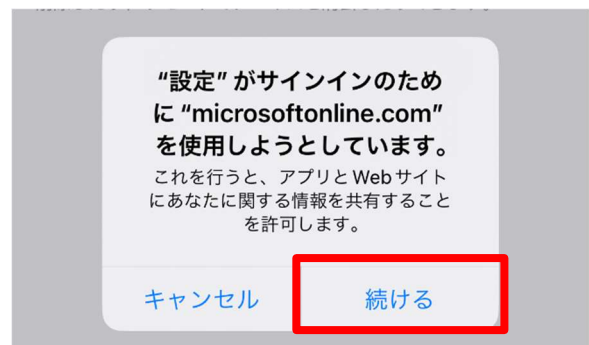 “設定” がサインインのため
に “microsoftonline.com”
を使用しようとしています。
これを行うと、アプリとWebサイト
にあなたに関する情報を共有すること
を許可します。
キャンセル
続ける